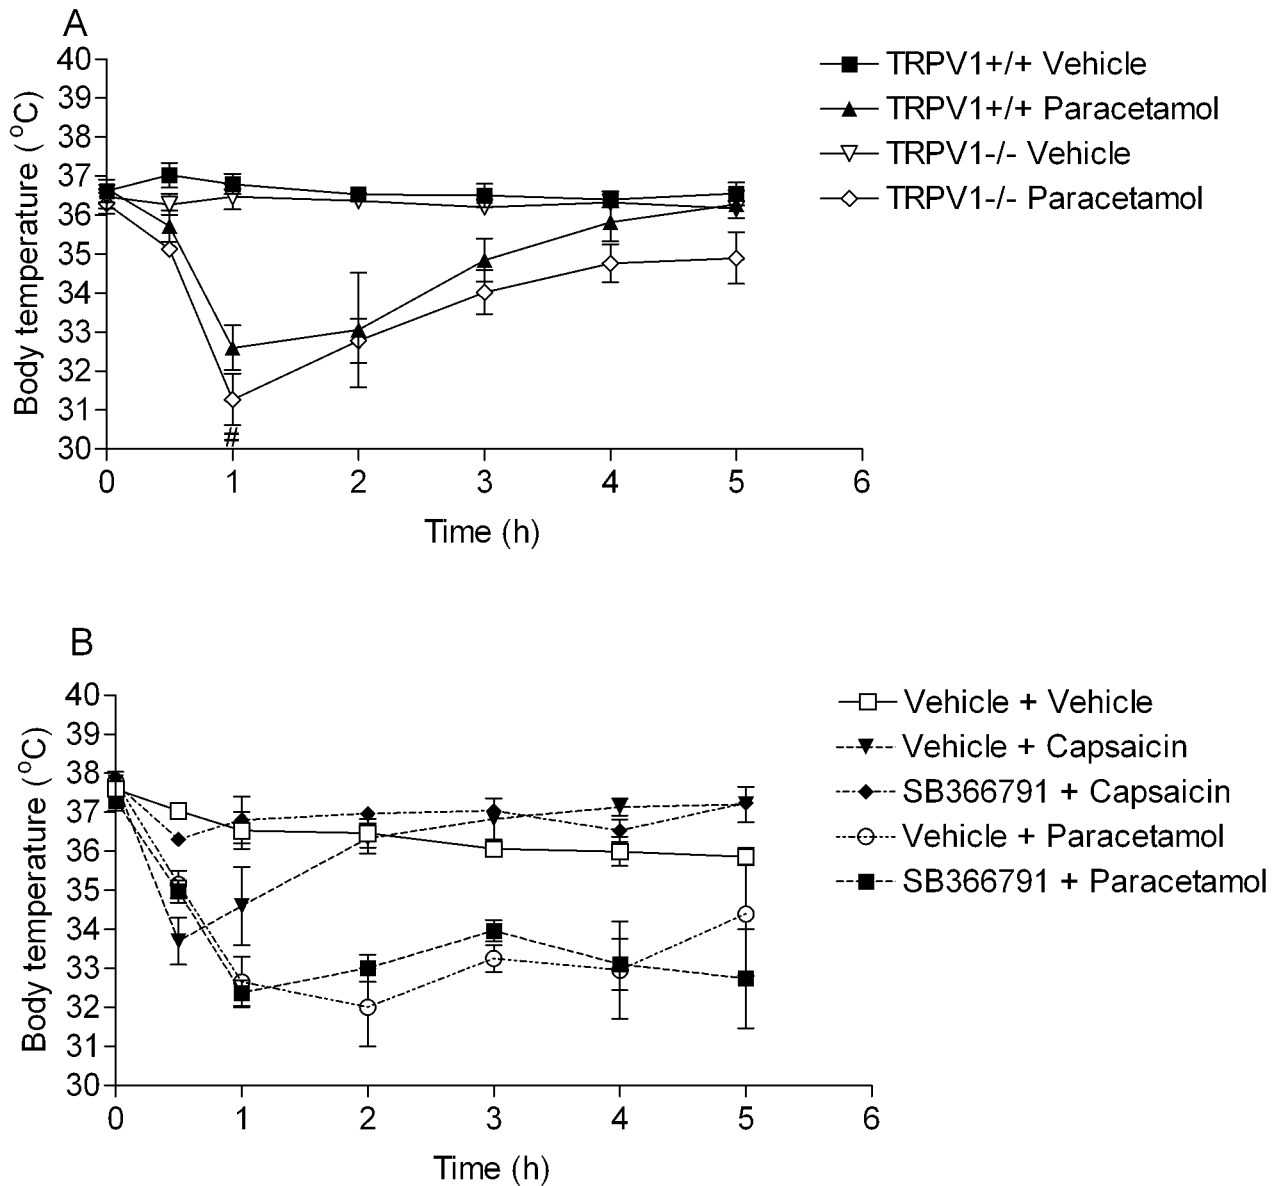 A
40
39
38
37
36
35
34
33
32
31
30
Body temperature (°C)
#
0 1 2 3 4 5 6
Time (h)
TRPV1+/+ Vehicle
TRPV1+/+ Paracetamol
TRPV1-/- Vehicle
TRPV1-/- Paracetamol
B
40
39
38
37
36
35
34
33
32
31
30
Body temperature (°C)
0 1 2 3 4 5 6
Time (h)
Vehicle + Vehicle
Vehicle + Capsaicin
SB366791 + Capsaicin
Vehicle + Paracetamol
SB366791 + Paracetamol